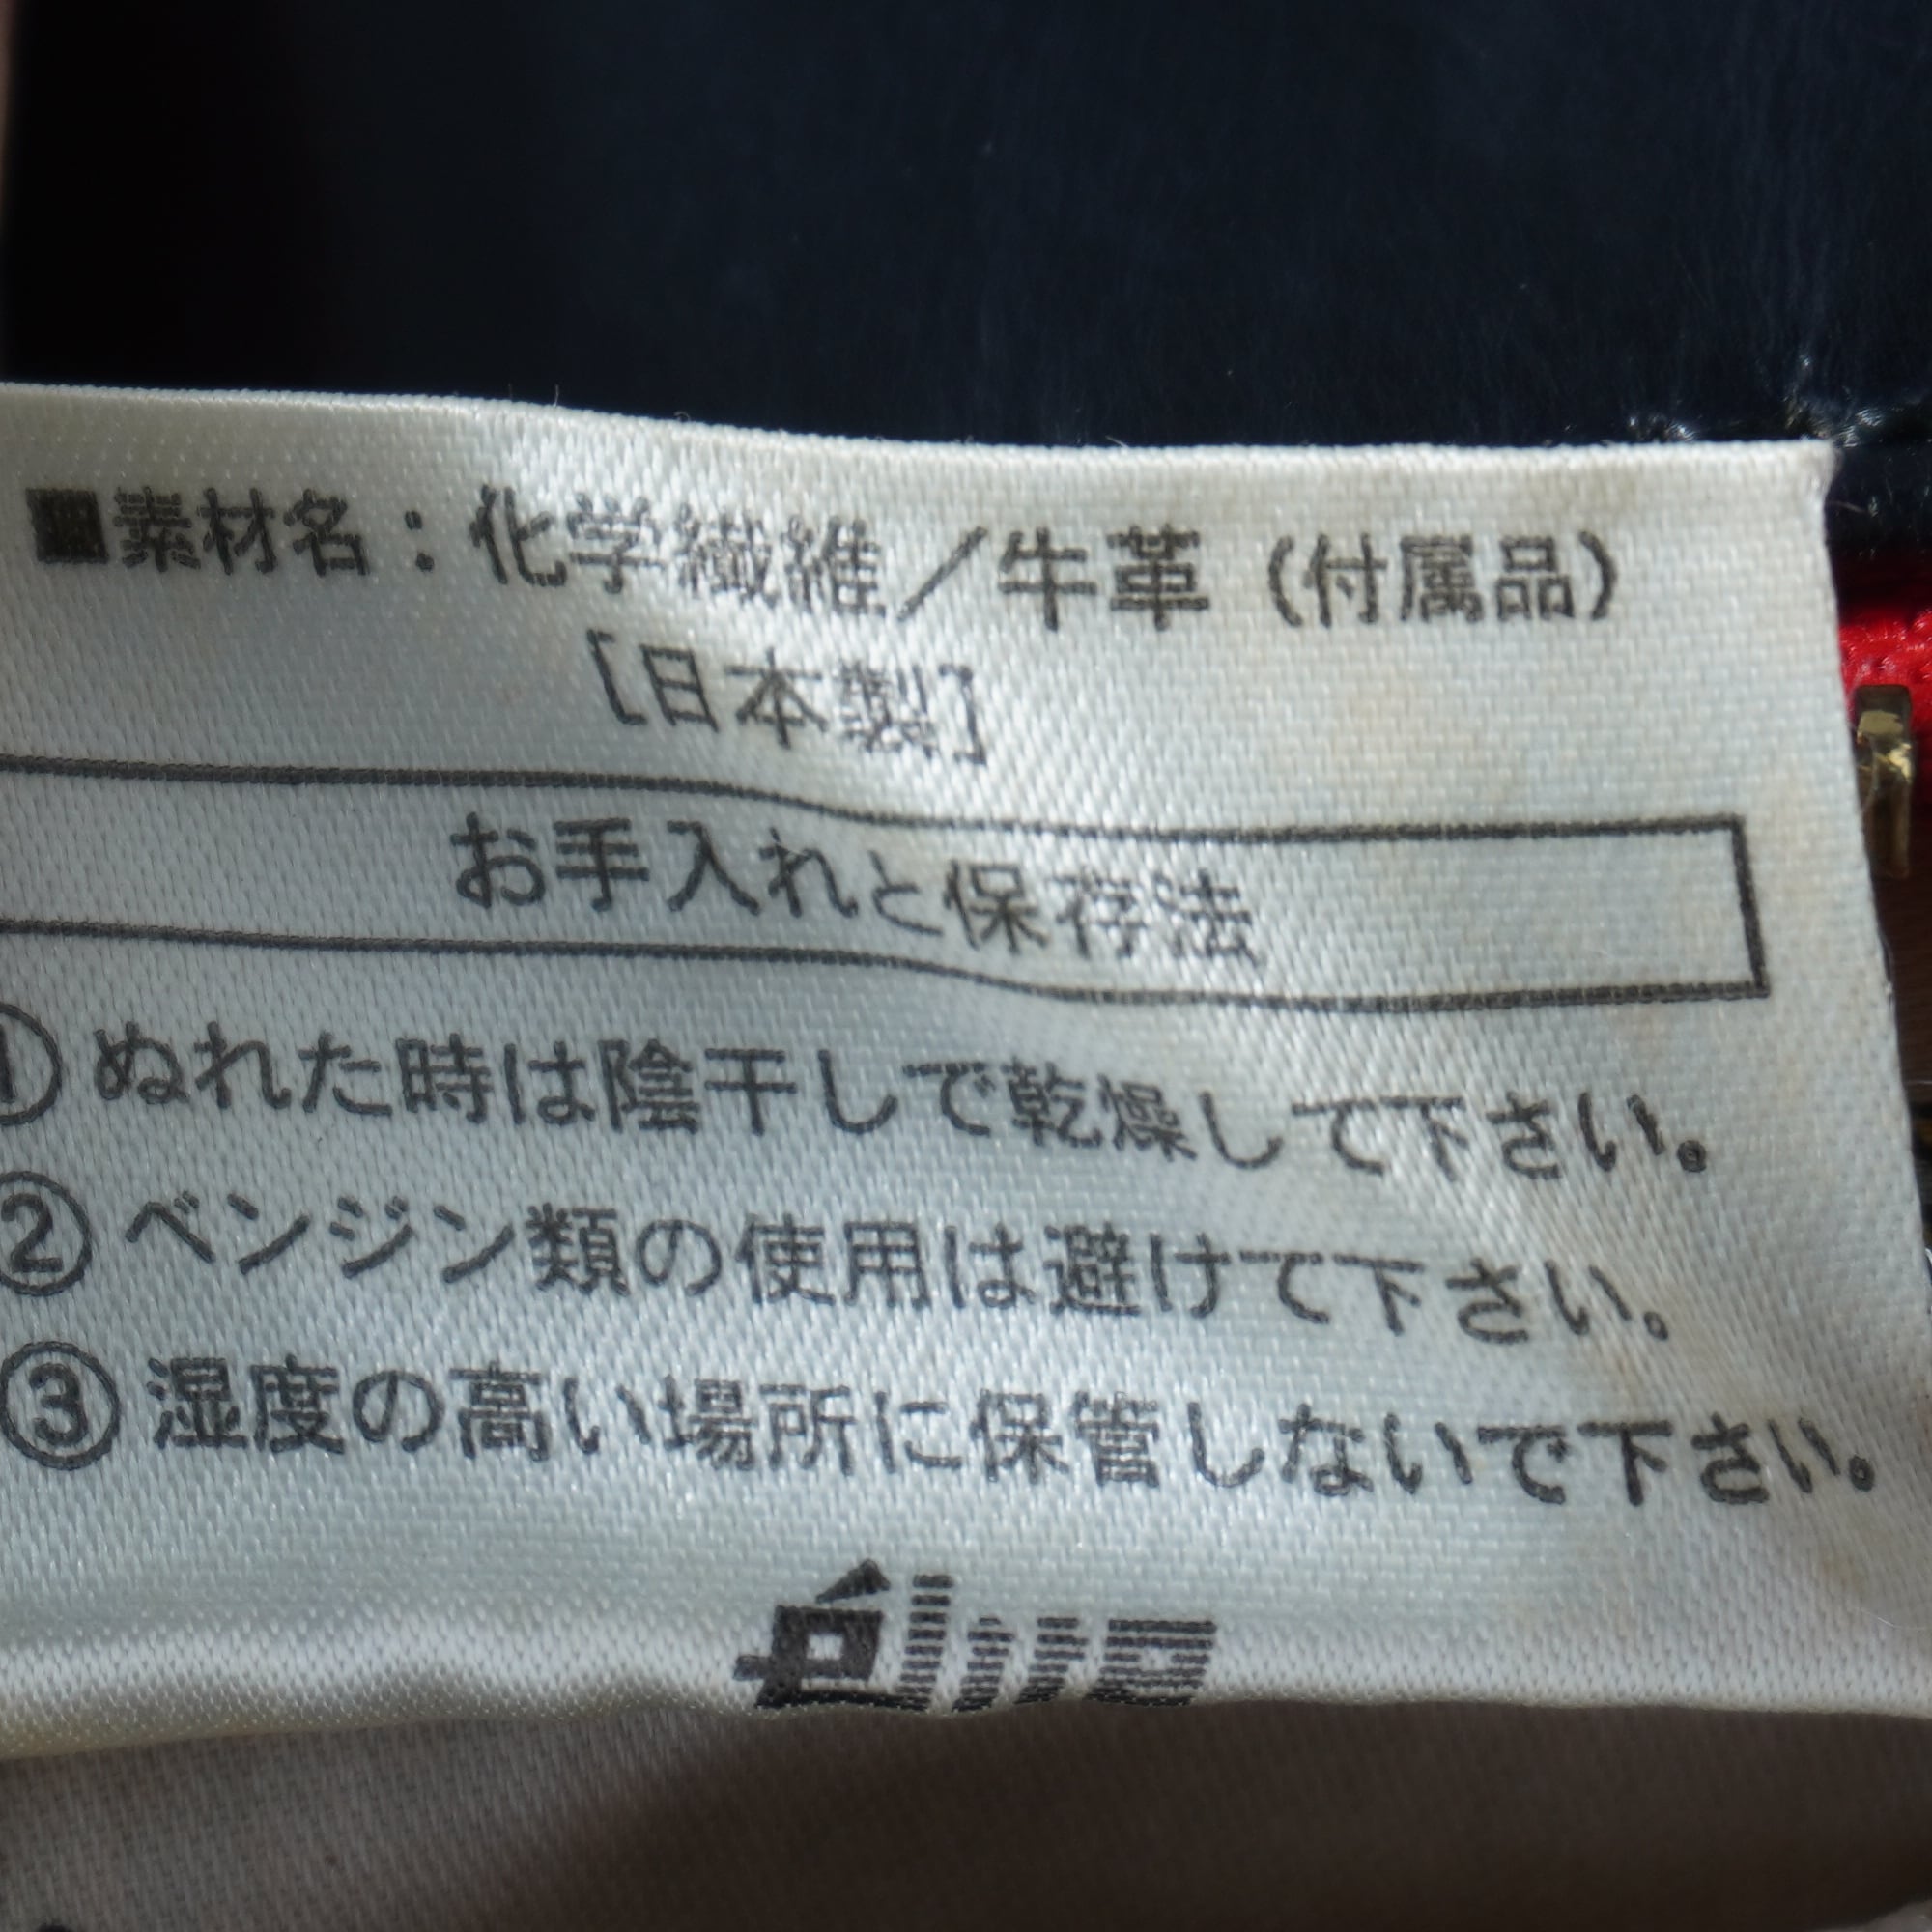 ■素材名：化学繊維／牛革（付属品）
[日本製]
お手入れと保存法
①ぬれた時は陰干しで乾燥して下さい。
②ベンジン類の使用は避けて下さい。
③湿度の高い場所に保管しないで下さい。